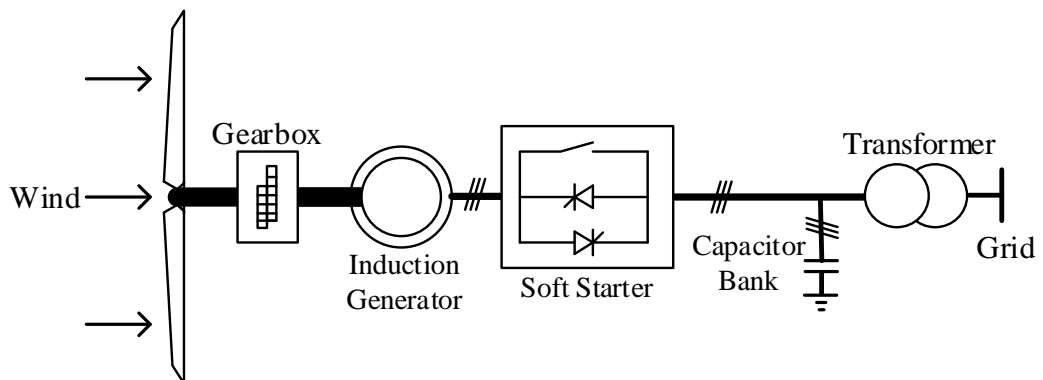 Gearbox
Transformer
Wind
Capacitor
Bank
Grid
Induction
Generator
Soft Starter